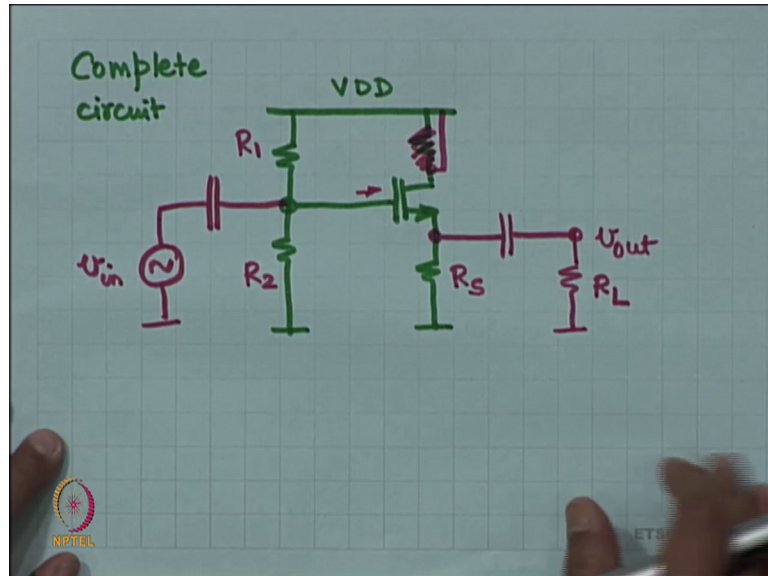 Complete
circuit
VDD
R1
R2
vin
RS
vout
RL
NPTEL